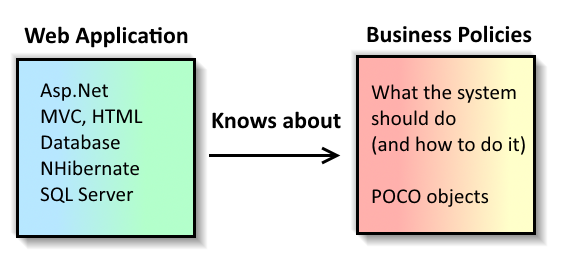 Web Application
Asp.Net
MVC, HTML
Database
NHibernate
SQL Server
Knows about
Business Policies
What the system
should do
(and how to do it)
POCO objects